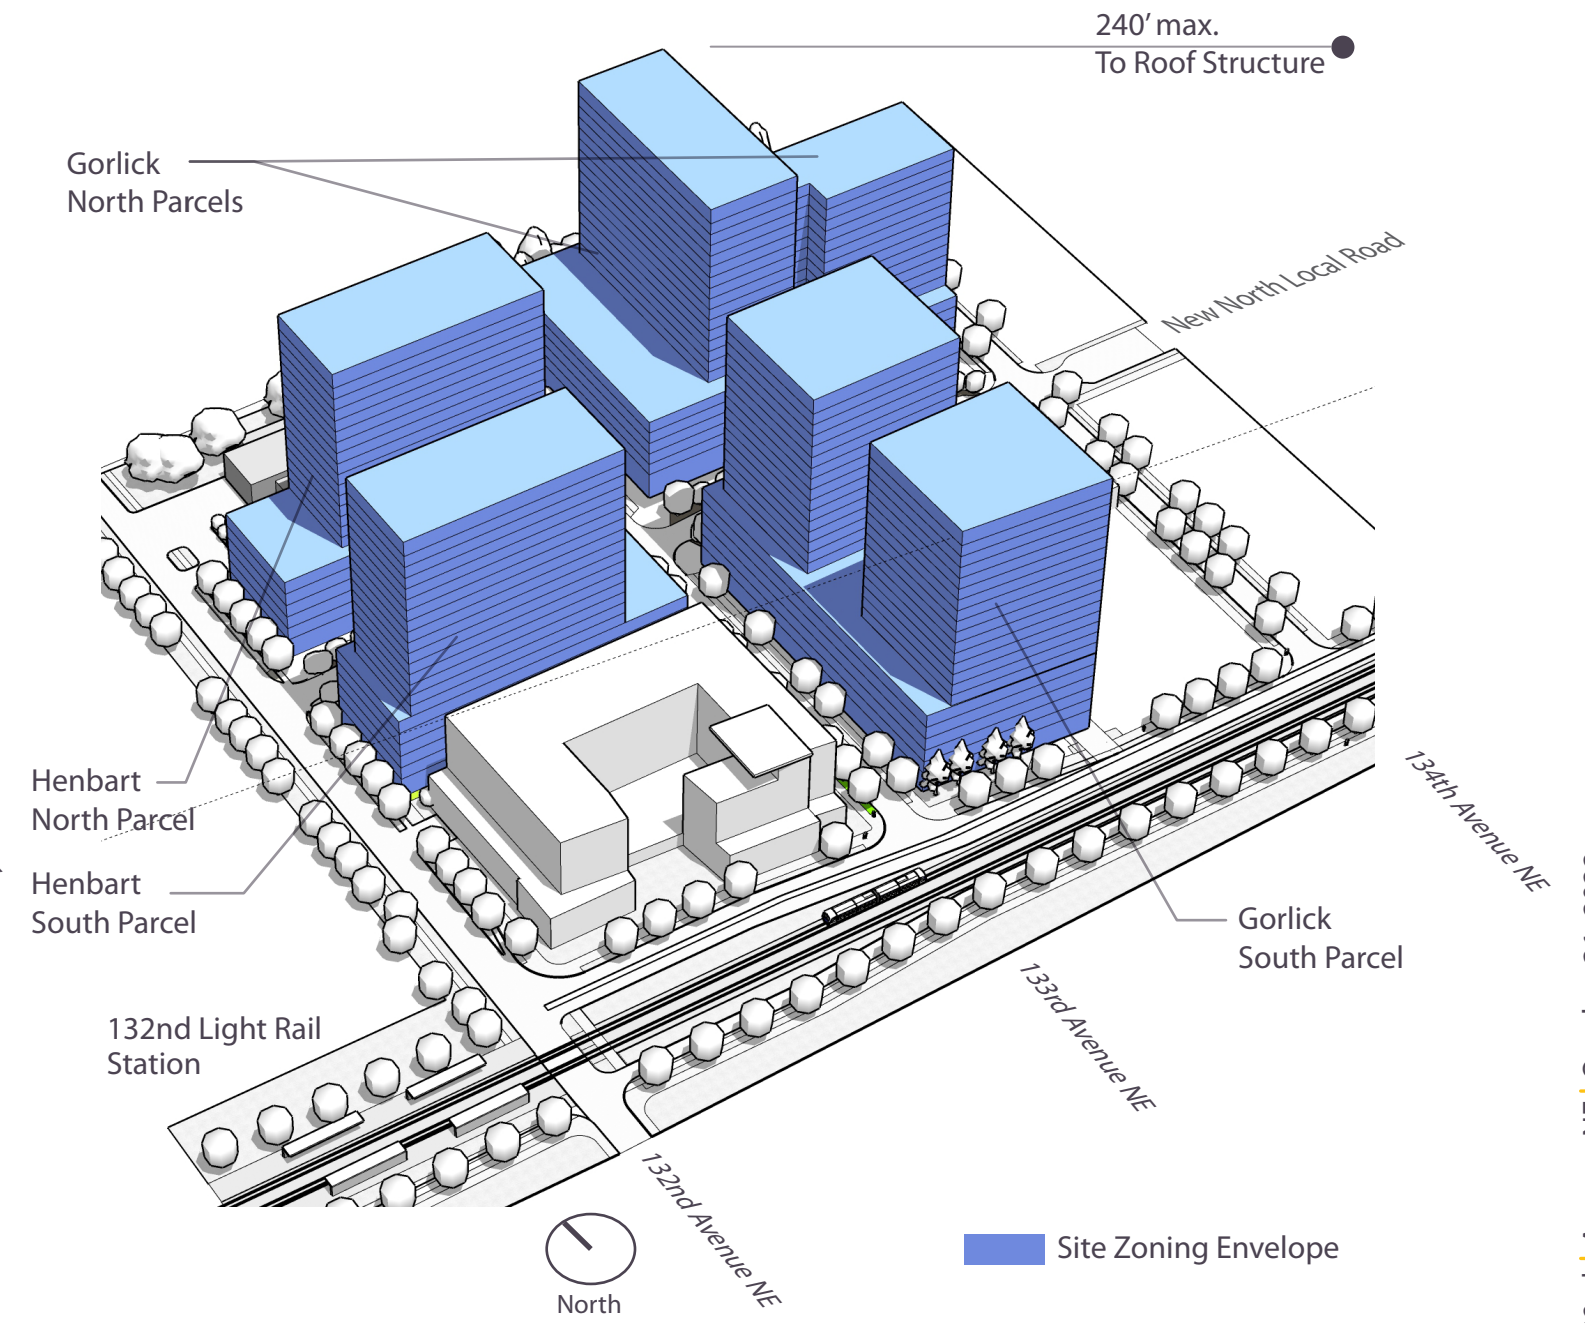 240’ max.
To Roof Structure
Gorlick
North Parcels
New North Local Road
Henbart
North Parcel
Henbart
South Parcel
134th Avenue NE
Gorlick
South Parcel
133rd Avenue NE
132nd Light Rail
Station
132nd Avenue NE
North
Site Zoning Envelope